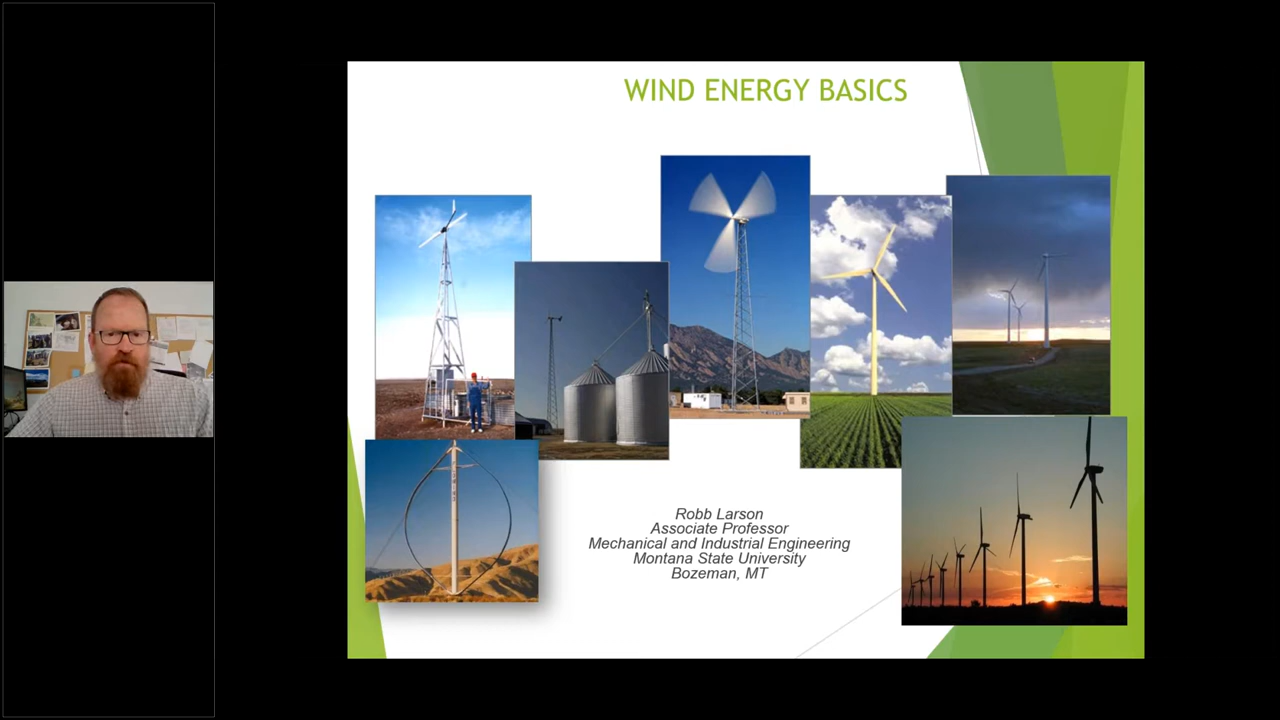 WIND ENERGY BASICS
Robb Larson
Associate Professor
Mechanical and Industrial Engineering
Montana State University
Bozeman, MT